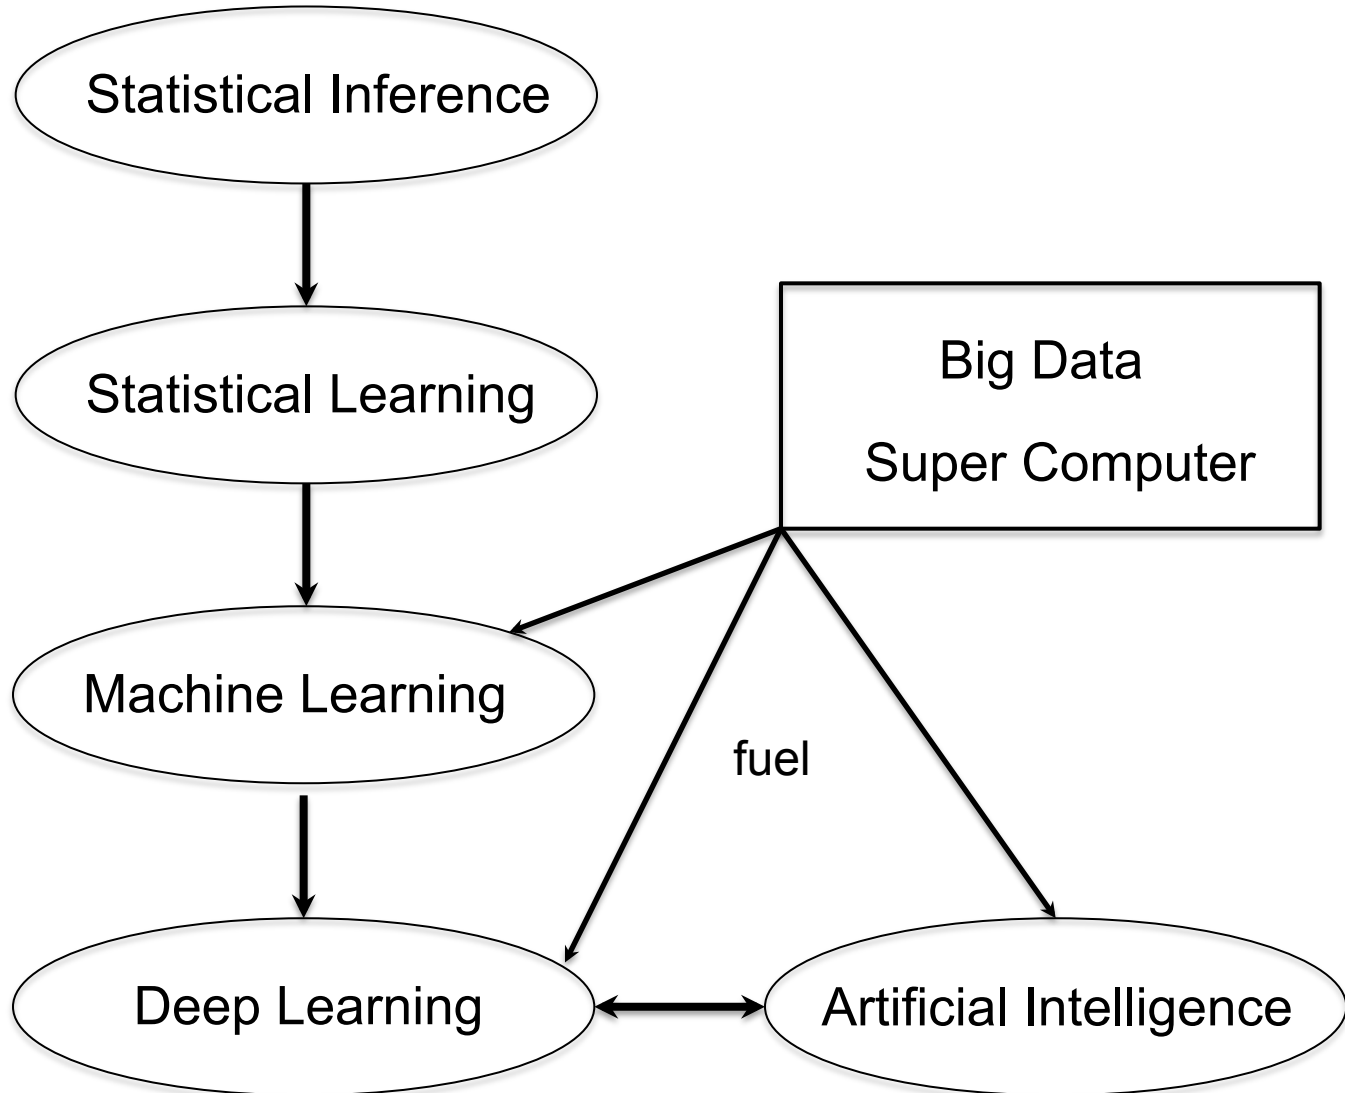 Statistical Inference
Statistical Learning
Big Data
Super Computer
Machine Learning
fuel
Deep Learning
Artificial Intelligence